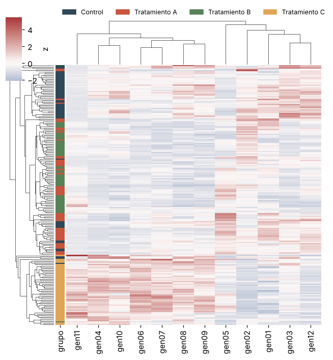 Control Tratamiento A Tratamiento B Tratamiento C
4
2
0
−2
z
grupo gen11 gen04 gen10 gen06 gen07 gen08 gen09 gen05 gen02 gen01 gen03 gen12